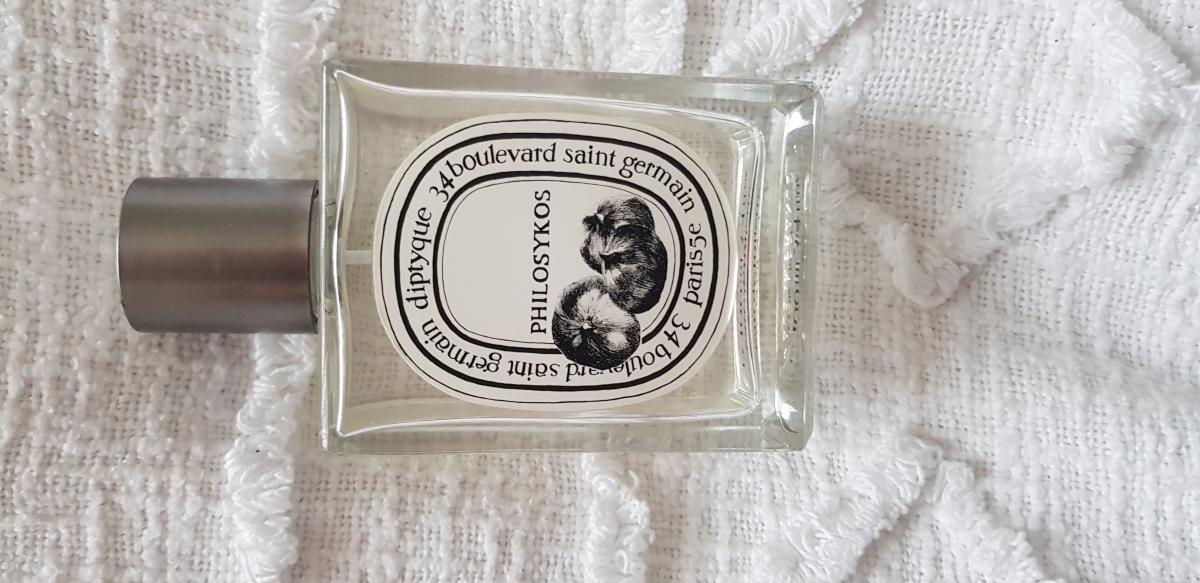 PHILOSYKOS
diptyque 34 boulevard saint germain paris5e 34 boulevard saint germain